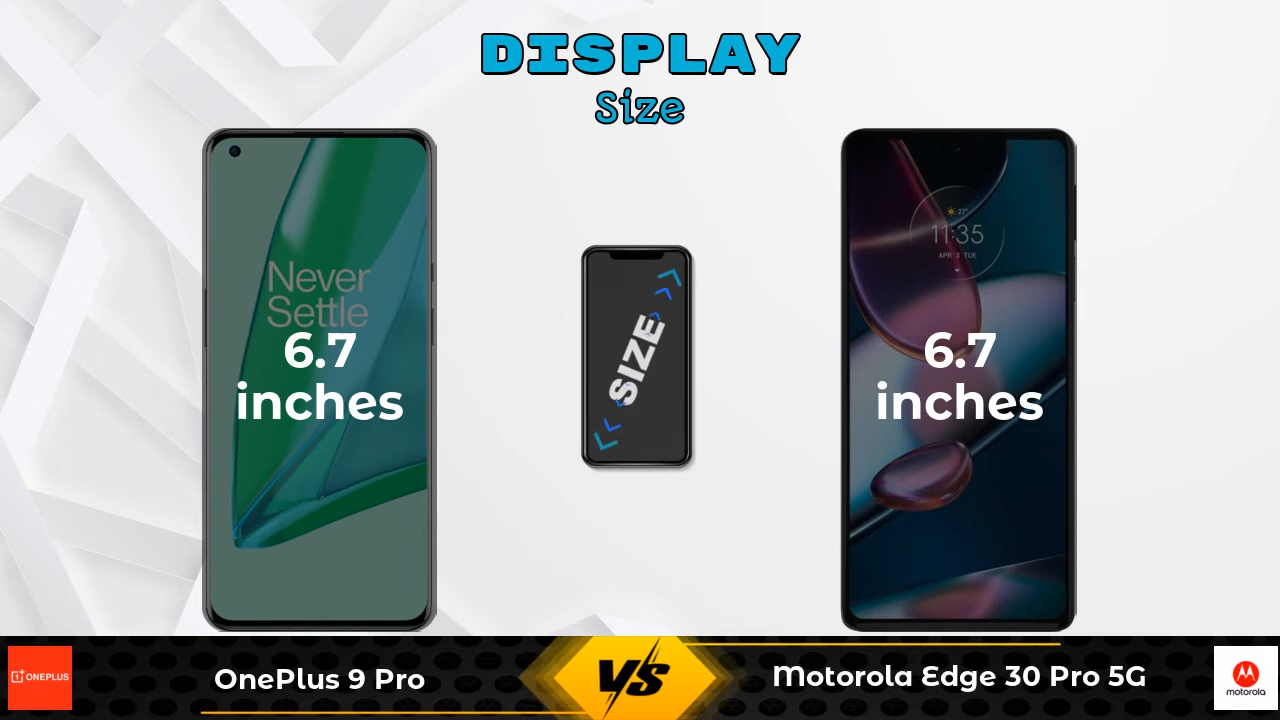 DISPLAY
Size
Never
Settle
6.7
inches
SIZE
27°
11:35
APR 3 TUE
6.7
inches
ONEPLUS
OnePlus 9 Pro
VS
Motorola Edge 30 Pro 5G
motorola